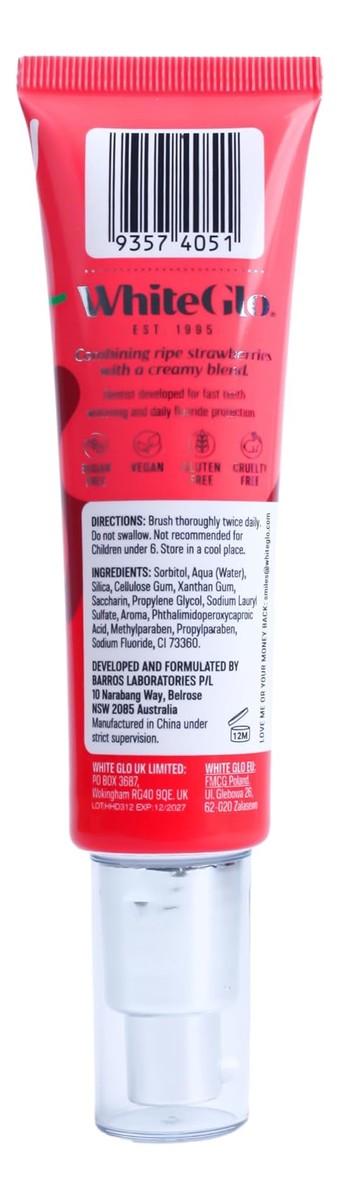 9357 4051
WhiteGlo.
EST 1995
Combining ripe strawberries
with a creamy blend.
dentist developed for fast teeth
whitening and daily fluoride protection
SUGAR FREE
VEGAN
GLUTEN FREE
CRUELTY FREE
DIRECTIONS: Brush thoroughly twice daily.
Do not swallow. Not recommended for
Children under 6. Store in a cool place.
INGREDIENTS: Sorbitol, Aqua (Water),
Silica, Cellulose Gum, Xanthan Gum,
Saccharin, Propylene Glycol, Sodium Lauryl
Sulfate, Aroma, Phthalimidoperoxycaproic
Acid, Methylparaben, Propylparaben,
Sodium Fluoride, CI 73360.
DEVELOPED AND FORMULATED BY
BARROS LABORATORIES P/L
10 Narabang Way, Belrose
NSW 2085 Australia
Manufactured in China under
strict supervision.
12M
LOVE ME OR YOUR MONEY BACK: smiles@whiteglo.com
WHITE GLO UK LIMITED:
PO BOX 3687,
Wokingham RG40 9QE. UK
LOT:HHD312 EXP:12/2027
WHITE GLO EU:
FMCG Poland,
Ul. Glebowa 26,
62-020 Zalasewo